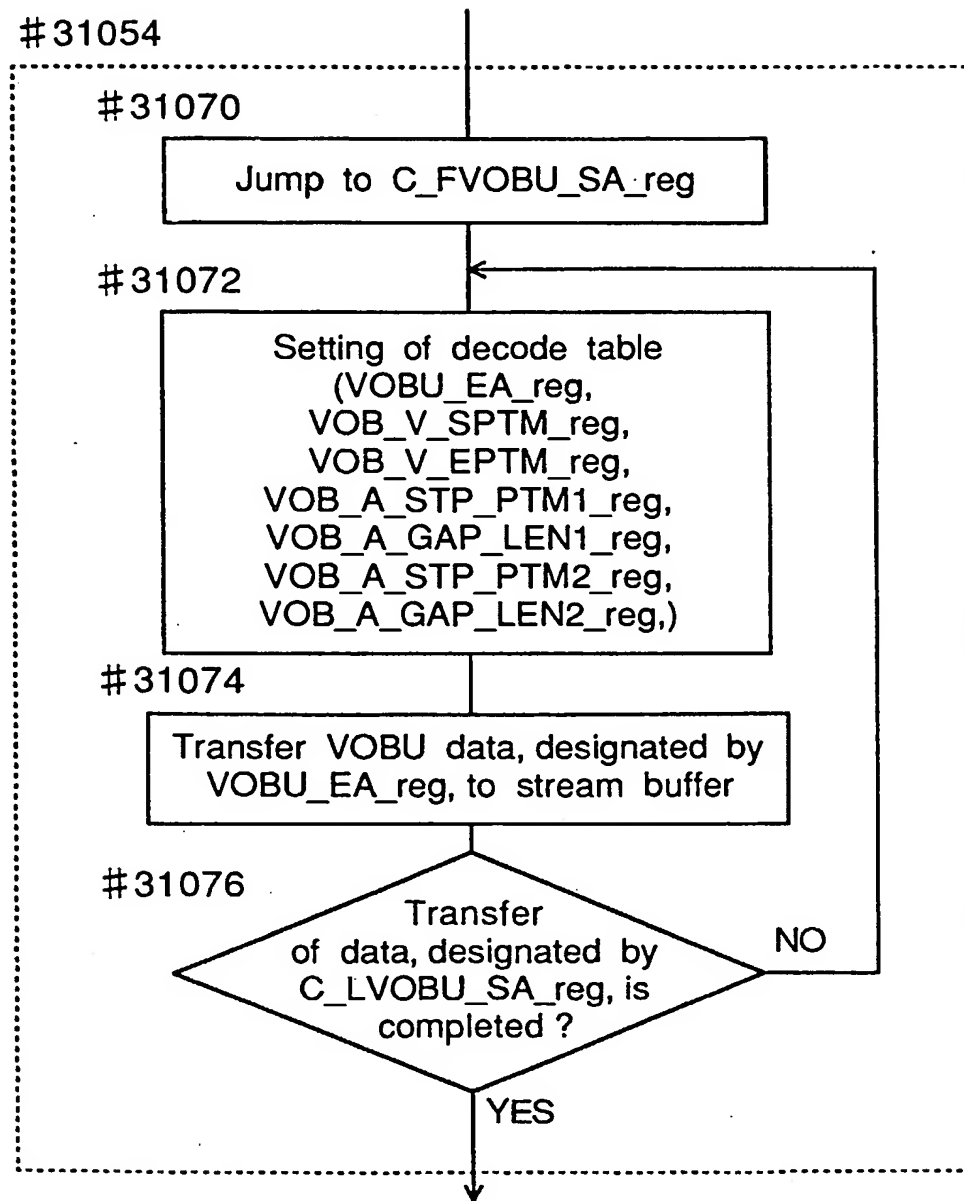 #31054
#31070
Jump to C_FVOBU_SA_reg
#31072
Setting of decode table
(VOBU_EA_reg,
VOB_V_SPTM_reg,
VOB_V_EPTM_reg,
VOB_A_STP_PTM1_reg,
VOB_A_GAP_LEN1_reg,
VOB_A_STP_PTM2_reg,
VOB_A_GAP_LEN2_reg,)
#31074
Transfer VOBU data, designated by
VOBU_EA_reg, to stream buffer
#31076
Transfer
of data, designated by
C_LVOBU_SA_reg, is
completed ?
NO
YES